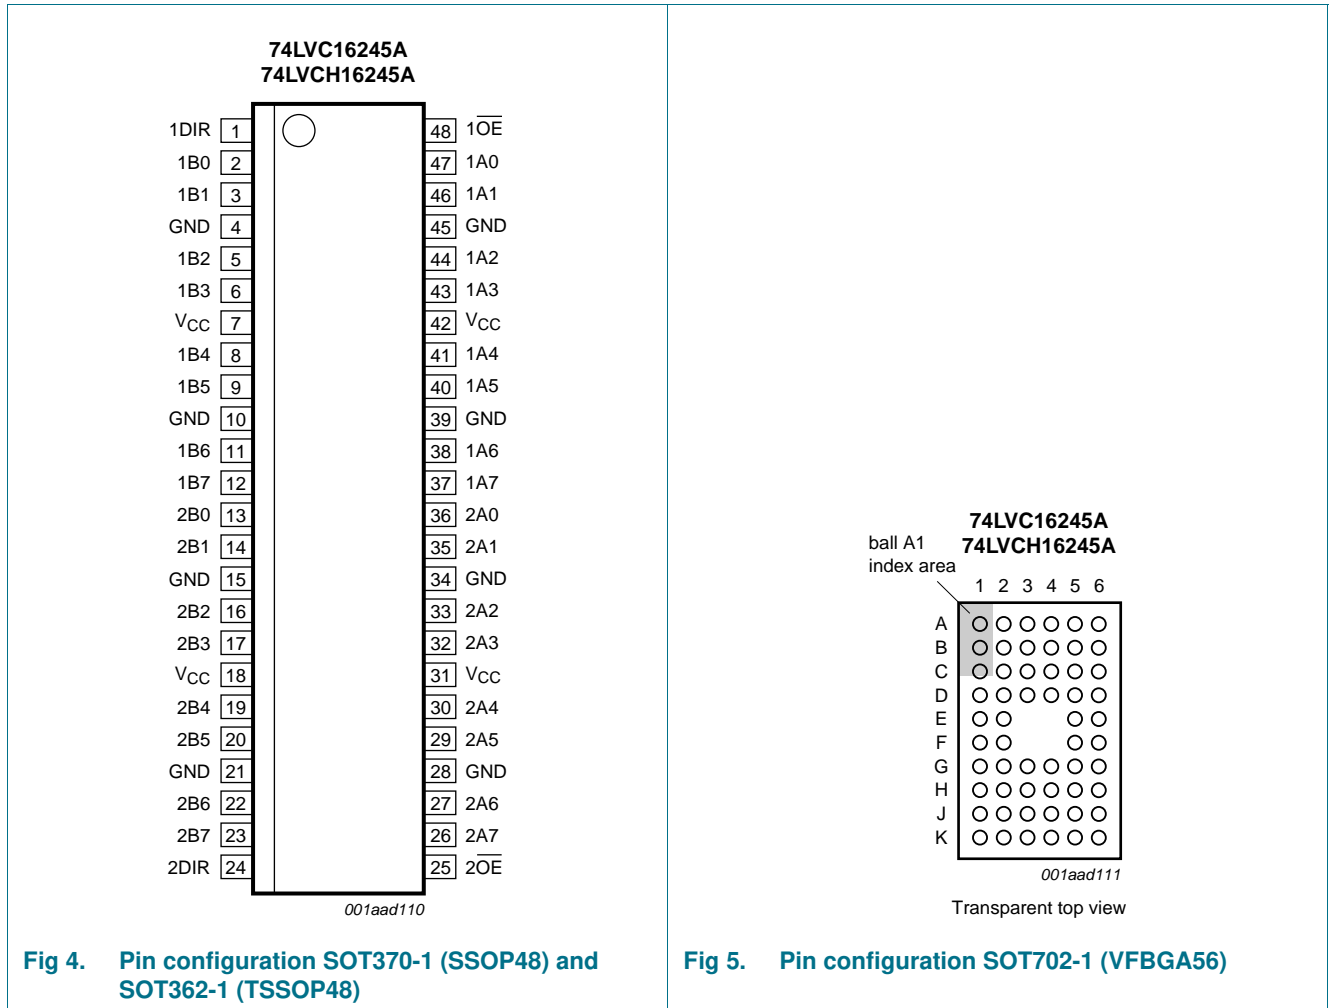 74LVC16245A
74LVCH16245A
1DIR 1 48 1O̅E̅
1B0 2 47 1A0
1B1 3 46 1A1
GND 4 45 GND
1B2 5 44 1A2
1B3 6 43 1A3
VCC 7 42 VCC
1B4 8 41 1A4
1B5 9 40 1A5
GND 10 39 GND
1B6 11 38 1A6
1B7 12 37 1A7
2B0 13 36 2A0
2B1 14 35 2A1
GND 15 34 GND
2B2 16 33 2A2
2B3 17 32 2A3
VCC 18 31 VCC
2B4 19 30 2A4
2B5 20 29 2A5
GND 21 28 GND
2B6 22 27 2A6
2B7 23 26 2A7
2DIR 24 25 2O̅E̅
001aad110
Fig 4. Pin configuration SOT370-1 (SSOP48) and
SOT362-1 (TSSOP48)
74LVC16245A
74LVCH16245A
ball A1
index area
1 2 3 4 5 6
A
B
C
D
E
F
G
H
J
K
001aad111
Transparent top view
Fig 5. Pin configuration SOT702-1 (VFBGA56)